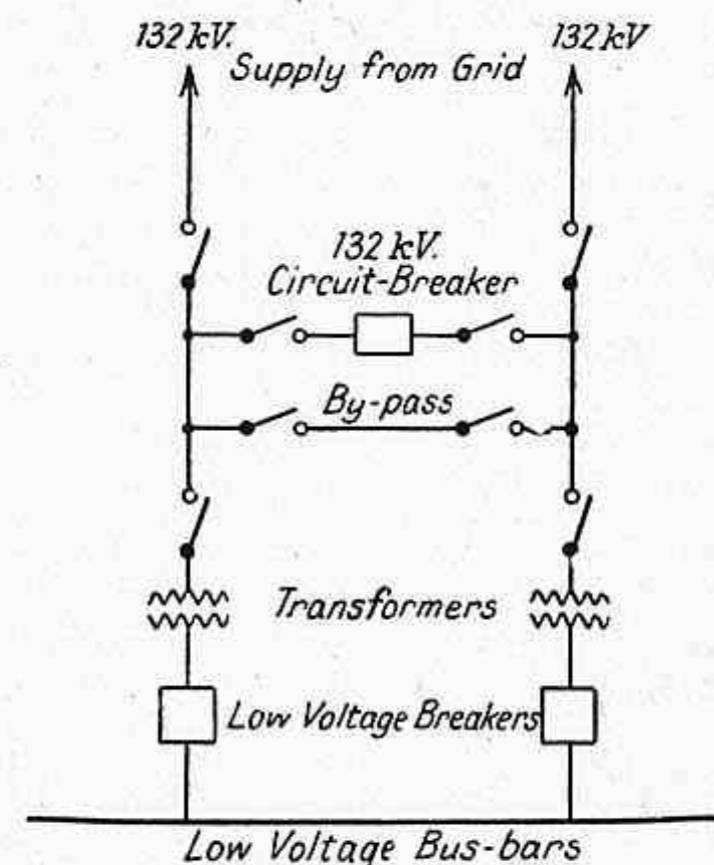 132 kV.
132 kV
Supply from Grid
132 kV.
Circuit-Breaker
By-pass
Transformers
Low Voltage Breakers
Low Voltage Bus-bars